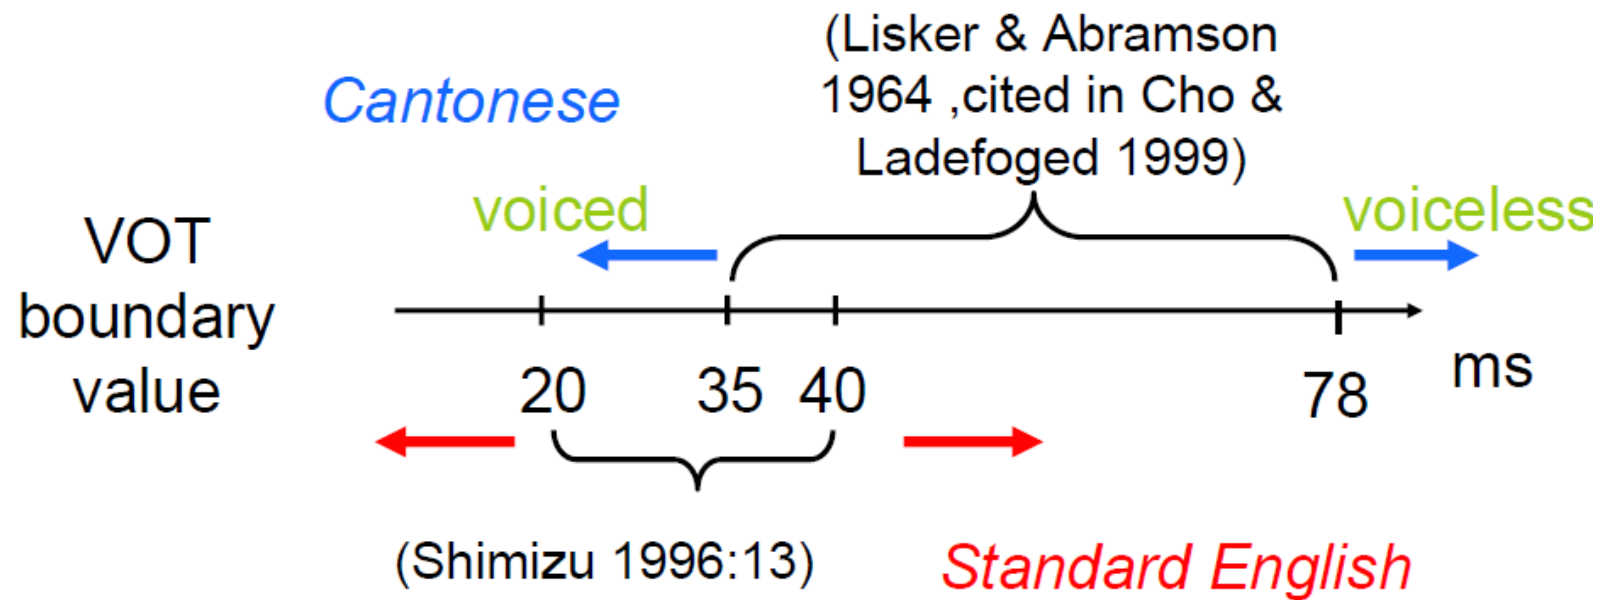 (Lisker & Abramson
1964 ,cited in Cho &
Ladefoged 1999)
Cantonese
voiced
voiceless
VOT
boundary
value
20
35
40
78
ms
(Shimizu 1996:13)
Standard English